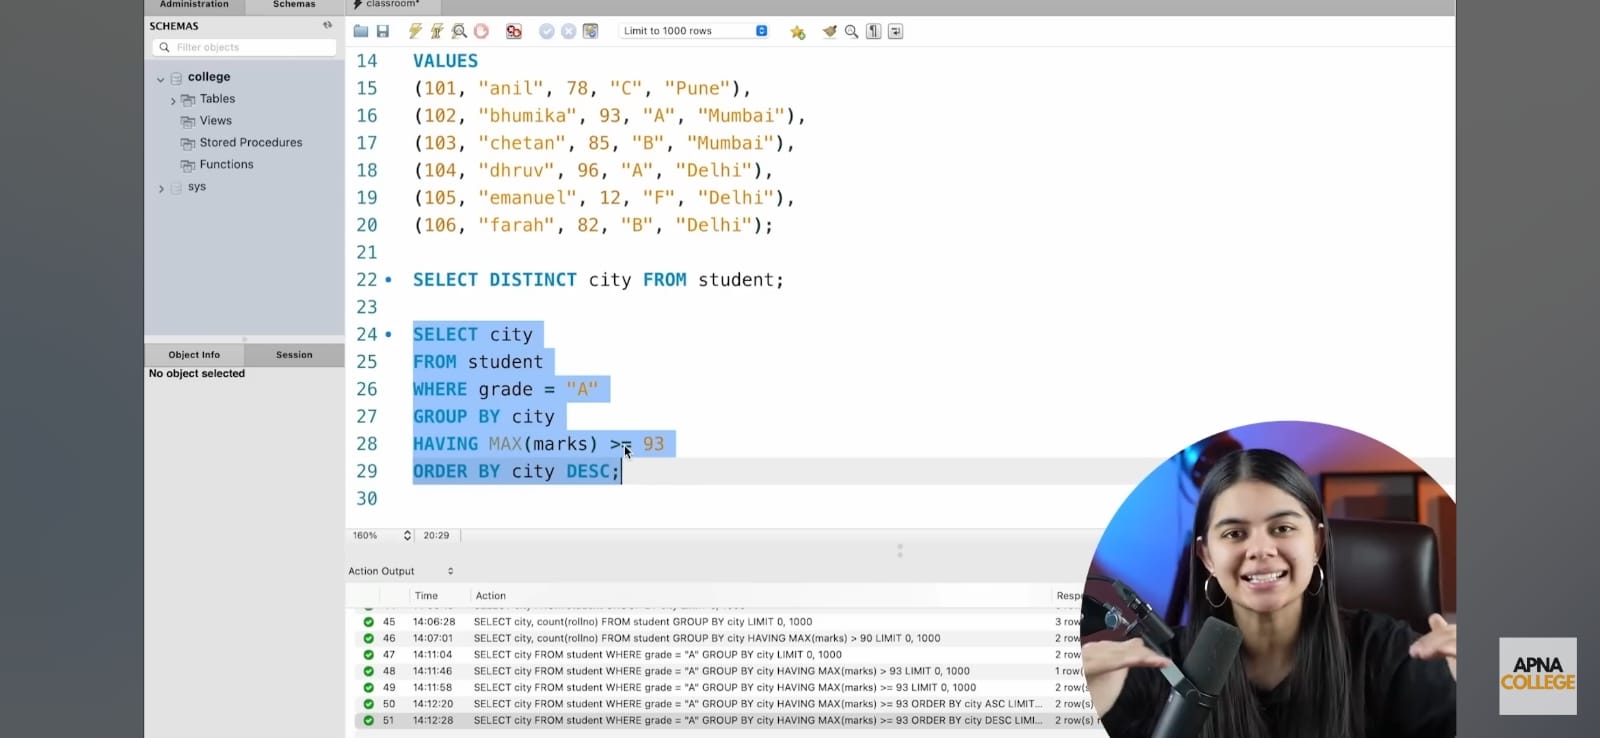 Administration Schemas classroom*
SCHEMAS
Limit to 1000 rows
Filter objects
college
Tables
Views
Stored Procedures
Functions
sys
Object Info Session
No object selected
14 VALUES
15 (101, "anil", 78, "C", "Pune"),
16 (102, "bhumika", 93, "A", "Mumbai"),
17 (103, "chetan", 85, "B", "Mumbai"),
18 (104, "dhruv", 96, "A", "Delhi"),
19 (105, "emanuel", 12, "F", "Delhi"),
20 (106, "farah", 82, "B", "Delhi");
21
22 SELECT DISTINCT city FROM student;
23
24 SELECT city
25 FROM student
26 WHERE grade = "A"
27 GROUP BY city
28 HAVING MAX(marks) >= 93
29 ORDER BY city DESC;
30
160% 20:29
Action Output
Time Action
45 14:06:28 SELECT city, count(rollno) FROM student GROUP BY city LIMIT 0, 1000 3 row
46 14:07:01 SELECT city, count(rollno) FROM student GROUP BY city HAVING MAX(marks) > 90 LIMIT 0, 1000 2 row
47 14:11:04 SELECT city FROM student WHERE grade = "A" GROUP BY city LIMIT 0, 1000 2 row
48 14:11:46 SELECT city FROM student WHERE grade = "A" GROUP BY city HAVING MAX(marks) > 93 LIMIT 0, 1000 1 row(
49 14:11:58 SELECT city FROM student WHERE grade = "A" GROUP BY city HAVING MAX(marks) >= 93 LIMIT 0, 1000 2 row(s
50 14:12:20 SELECT city FROM student WHERE grade = "A" GROUP BY city HAVING MAX(marks) >= 93 ORDER BY city ASC LIMIT... 2 row(s)
51 14:12:28 SELECT city FROM student WHERE grade = "A" GROUP BY city HAVING MAX(marks) >= 93 ORDER BY city DESC LIMI... 2 row(s)
APNA
COLLEGE